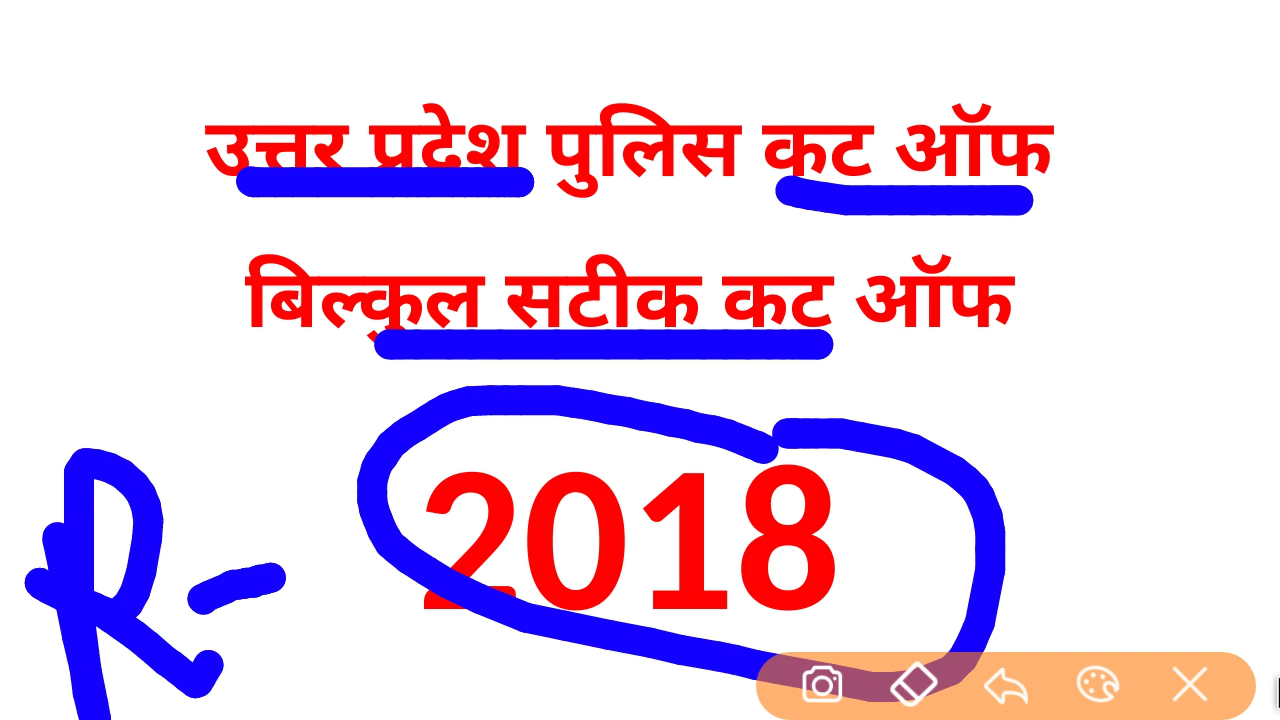 उत्तर प्रदेश पुलिस कट ऑफ
बिल्कुल सटीक कट ऑफ
2018
R-